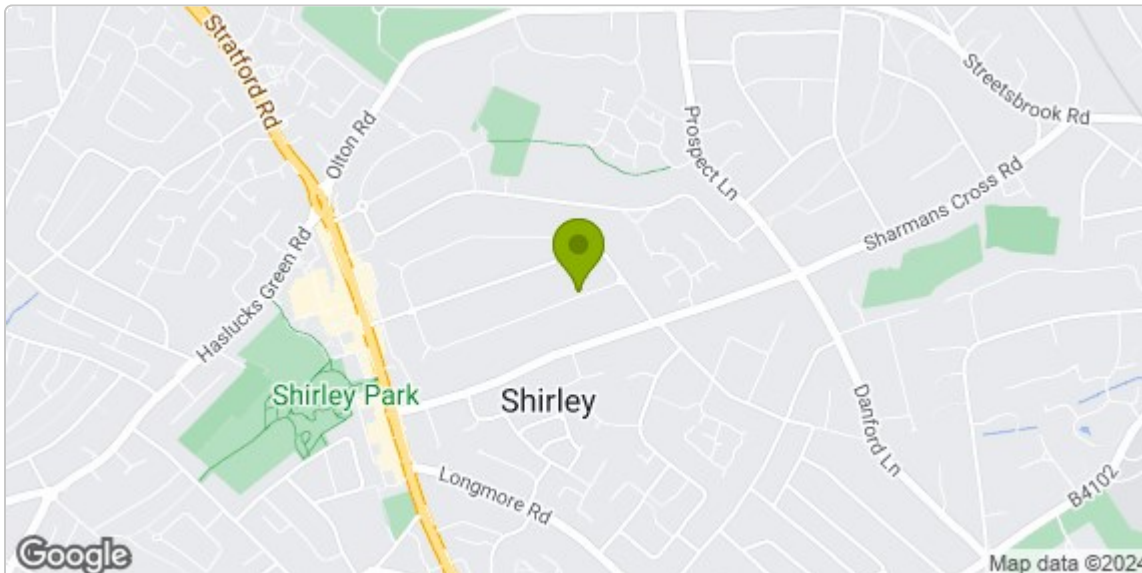 Stratford Rd
Olton Rd
Prospect Ln
Streetsbrook Rd
Sharmans Cross Rd
Haslucks Green Rd
Shirley Park
Shirley
Danford Ln
Longmore Rd
B4102
Google
Map data ©2024